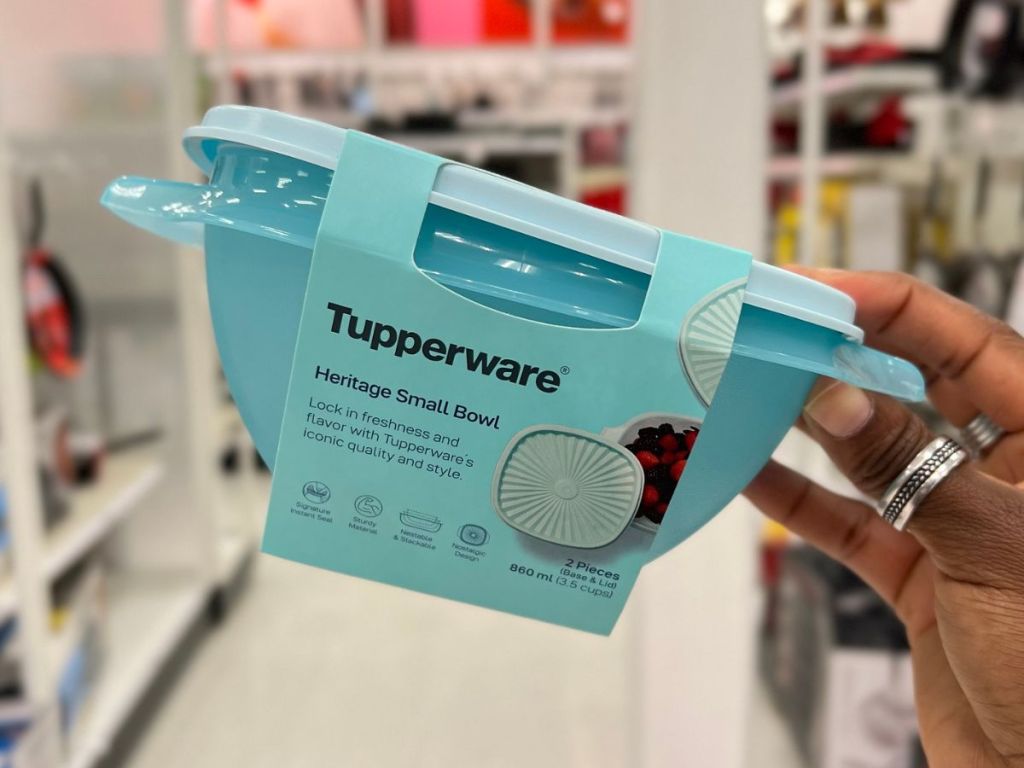 Tupperware®
Heritage Small Bowl
Lock in freshness and
flavor with Tupperware's
iconic quality and style.
Signature
Instant Seal
Sturdy
Material
Nestable
& Stackable
Nostalgic
Design
2 Pieces
(Base & Lid)
860 ml (3.5 cups)